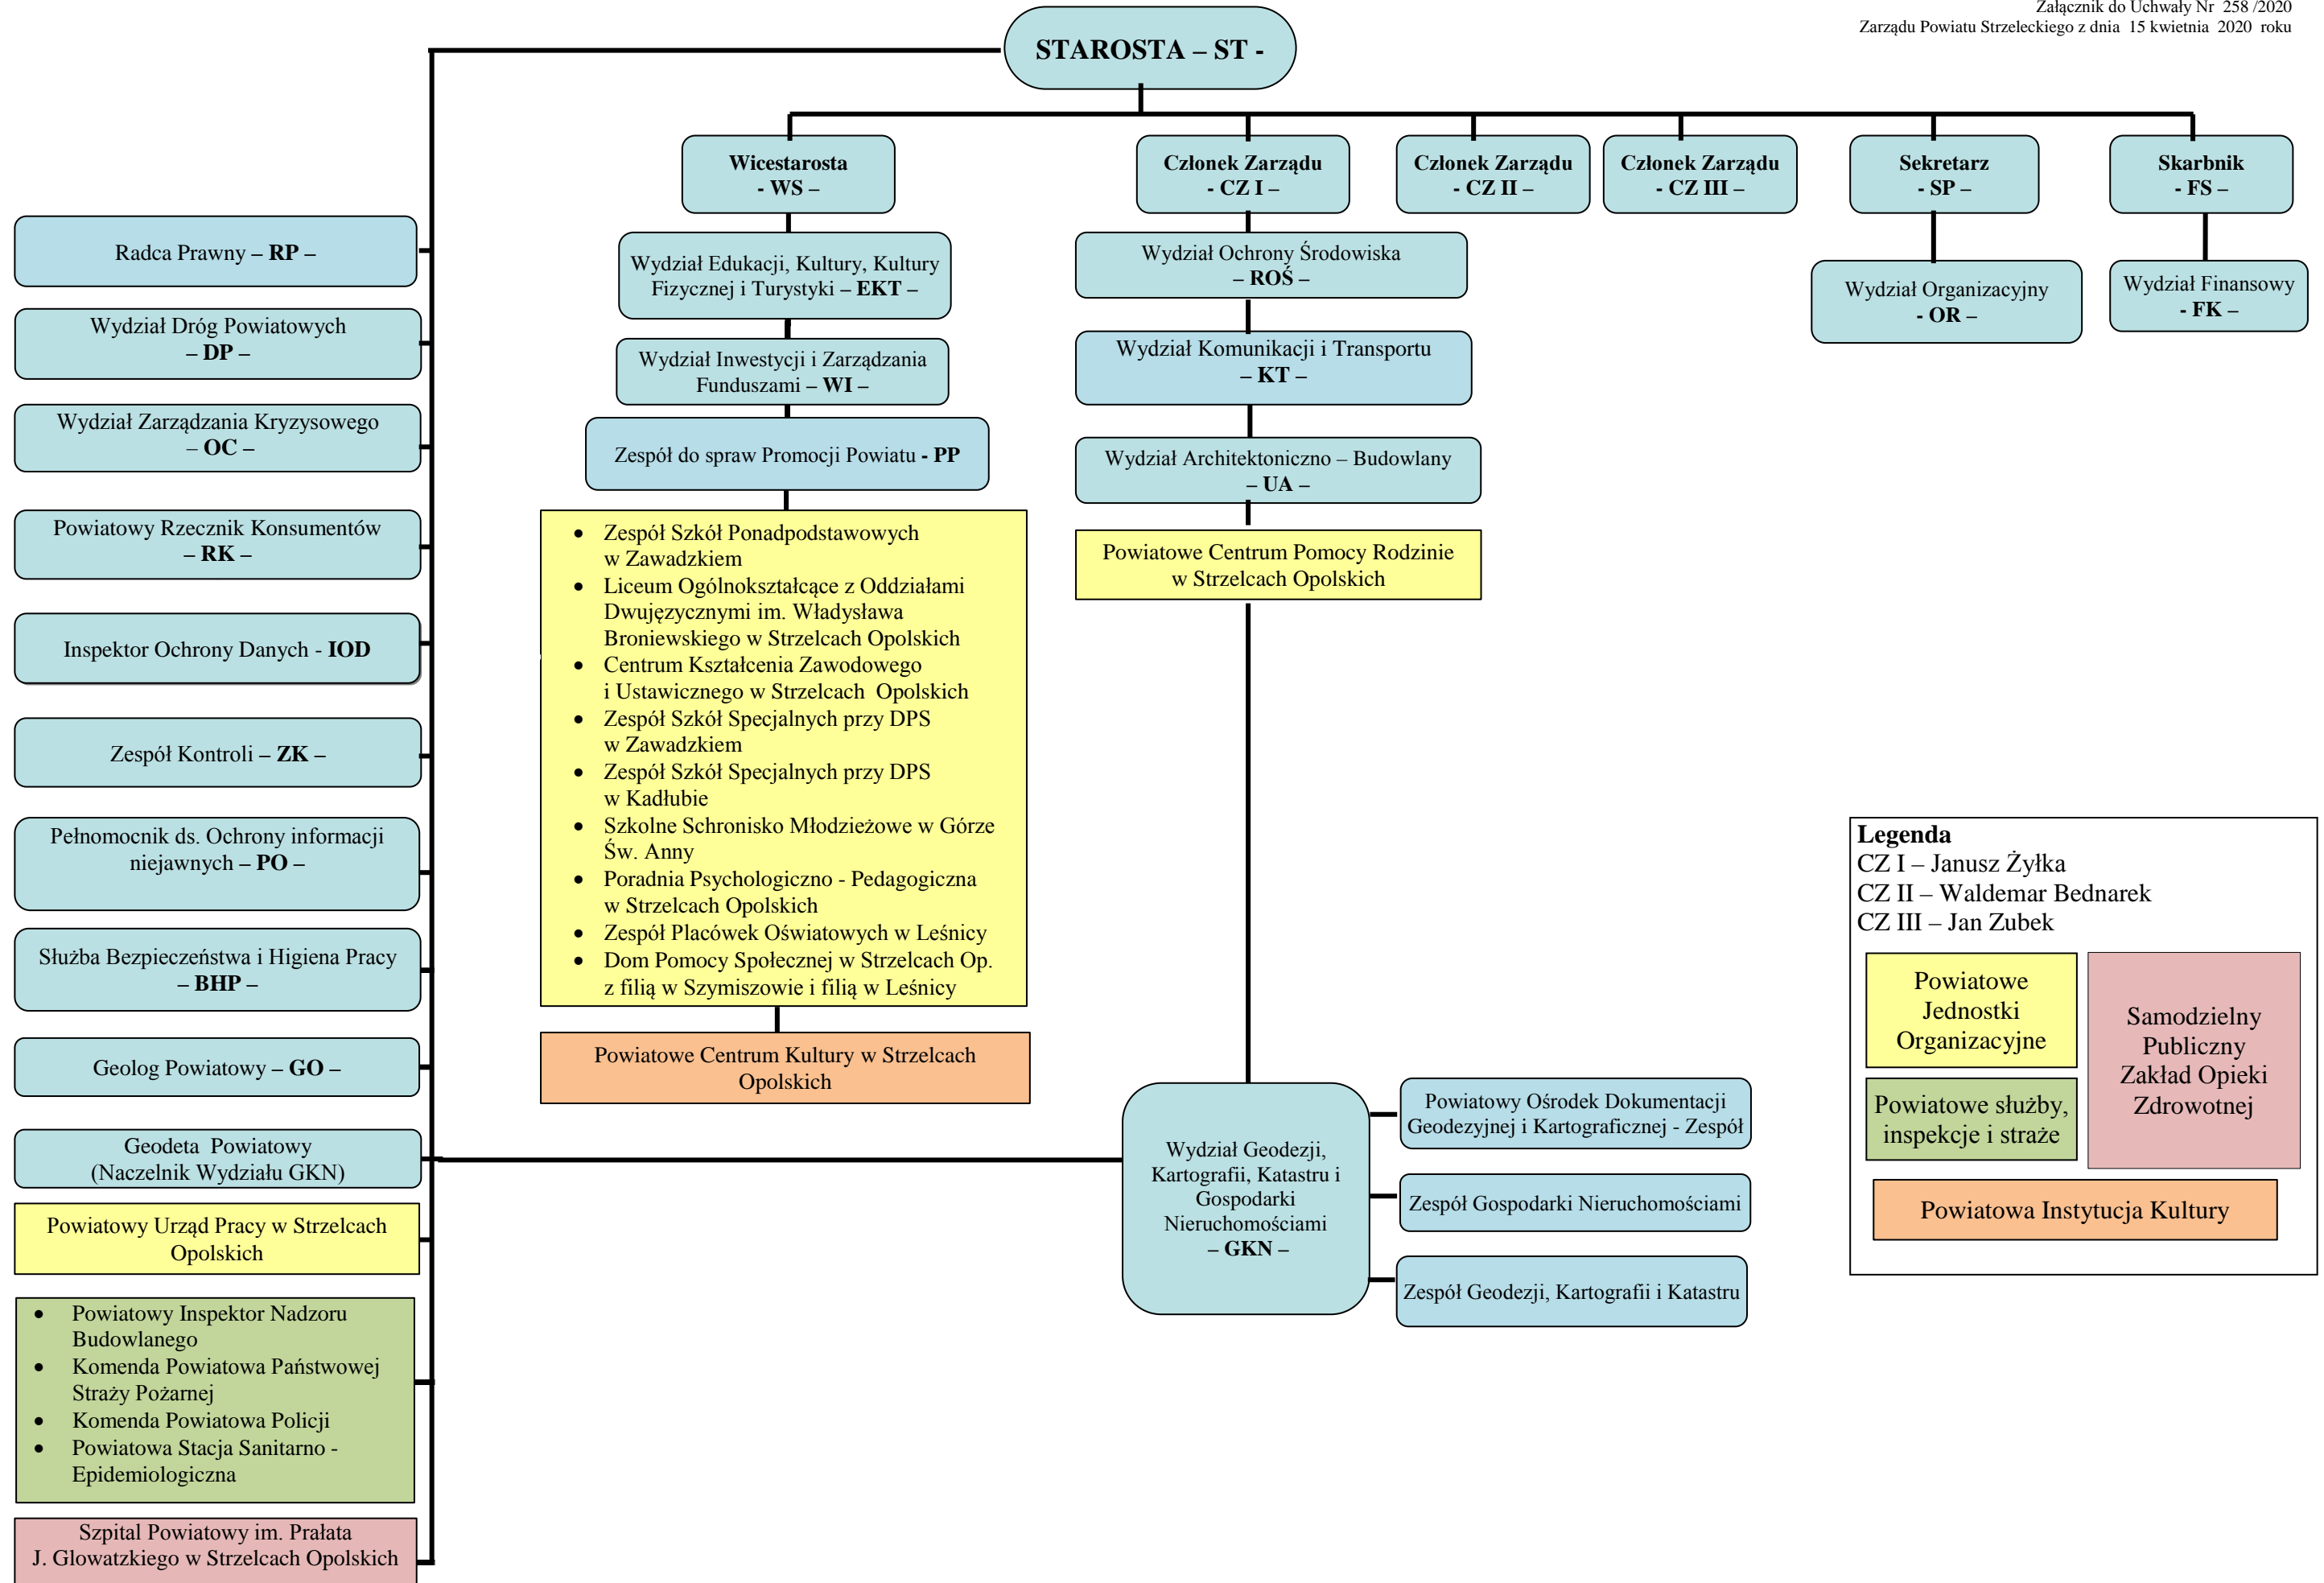 Załącznik do Uchwały Nr 258 /2020
Zarządu Powiatu Strzeleckiego z dnia 15 kwietnia 2020 roku
STAROSTA – ST -
Wicestarosta
- WS –
Członek Zarządu
- CZ I –
Członek Zarządu
- CZ II –
Członek Zarządu
- CZ III –
Sekretarz
- SP –
Skarbnik
- FS –
Radca Prawny – RP –
Wydział Dróg Powiatowych
– DP –
Wydział Zarządzania Kryzysowego
– OC –
Powiatowy Rzecznik Konsumentów
– RK –
Inspektor Ochrony Danych - IOD
Zespół Kontroli – ZK –
Pełnomocnik ds. Ochrony informacji
niejawnych – PO –
Służba Bezpieczeństwa i Higiena Pracy
– BHP –
Geolog Powiatowy – GO –
Geodeta Powiatowy
(Naczelnik Wydziału GKN)
Powiatowy Urząd Pracy w Strzelcach
Opolskich
• Powiatowy Inspektor Nadzoru
Budowlanego
• Komenda Powiatowa Państwowej
Straży Pożarnej
• Komenda Powiatowa Policji
• Powiatowa Stacja Sanitarno -
Epidemiologiczna
Szpital Powiatowy im. Prałata
J. Glowatzkiego w Strzelcach Opolskich
Wydział Edukacji, Kultury, Kultury
Fizycznej i Turystyki – EKT –
Wydział Inwestycji i Zarządzania
Funduszami – WI –
Zespół do spraw Promocji Powiatu - PP
• Zespół Szkół Ponadpodstawowych
w Zawadzkiem
• Liceum Ogólnokształcące z Oddziałami
Dwujęzycznymi im. Władysława
Broniewskiego w Strzelcach Opolskich
• Centrum Kształcenia Zawodowego
i Ustawicznego w Strzelcach Opolskich
• Zespół Szkół Specjalnych przy DPS
w Zawadzkiem
• Zespół Szkół Specjalnych przy DPS
w Kadłubie
• Szkolne Schronisko Młodzieżowe w Górze
Św. Anny
• Poradnia Psychologiczno - Pedagogiczna
w Strzelcach Opolskich
• Zespół Placówek Oświatowych w Leśnicy
• Dom Pomocy Społecznej w Strzelcach Op.
z filią w Szymiszowie i filią w Leśnicy
Powiatowe Centrum Kultury w Strzelcach
Opolskich
Wydział Ochrony Środowiska
– ROŚ –
Wydział Komunikacji i Transportu
– KT –
Wydział Architektoniczno – Budowlany
– UA –
Powiatowe Centrum Pomocy Rodzinie
w Strzelcach Opolskich
Wydział Geodezji,
Kartografii, Katastru i
Gospodarki
Nieruchomościami
– GKN –
Powiatowy Ośrodek Dokumentacji
Geodezyjnej i Kartograficznej - Zespół
Zespół Gospodarki Nieruchomościami
Zespół Geodezji, Kartografii i Katastru
Wydział Organizacyjny
- OR –
Wydział Finansowy
- FK –
Legenda
CZ I – Janusz Żyłka
CZ II – Waldemar Bednarek
CZ III – Jan Zubek
Powiatowe
Jednostki
Organizacyjne
Powiatowe służby,
inspekcje i straże
Samodzielny
Publiczny
Zakład Opieki
Zdrowotnej
Powiatowa Instytucja Kultury